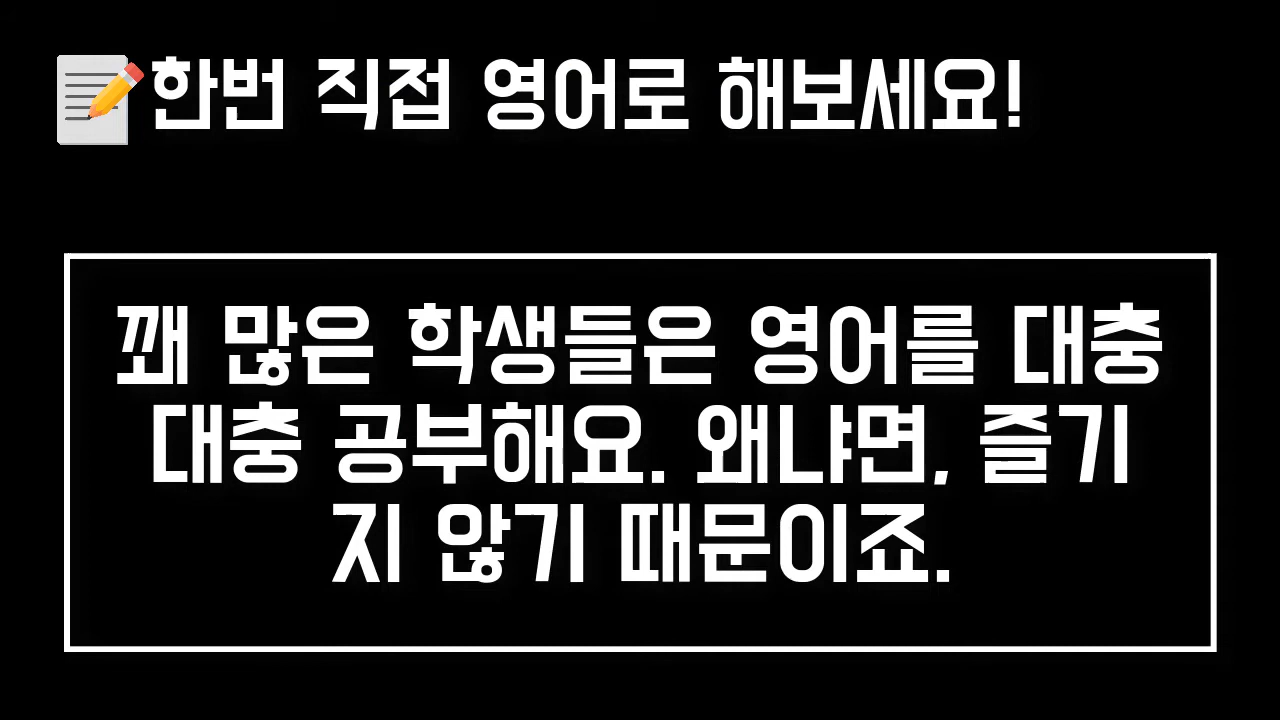 📝한번 직접 영어로 해보세요!
꽤 많은 학생들은 영어를 대충
대충 공부해요. 왜냐면, 즐기
지 않기 때문이죠.